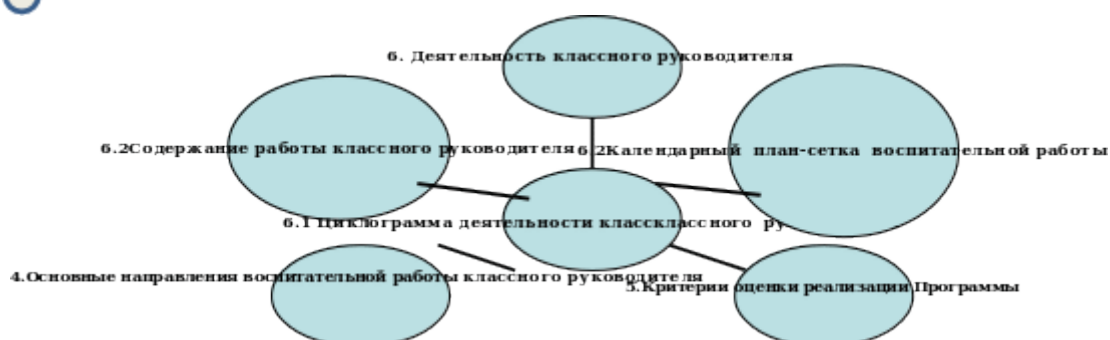 6. Деятельность классного руководителя
6.2Содержание работы классного руководителя
6.2Календарный план-сетка воспитательной работы
6.1 Циклограмма деятельности классклассного ру
4.Основные направления воспитательной работы классного руководителя
5.Критерии оценки реализации Программы